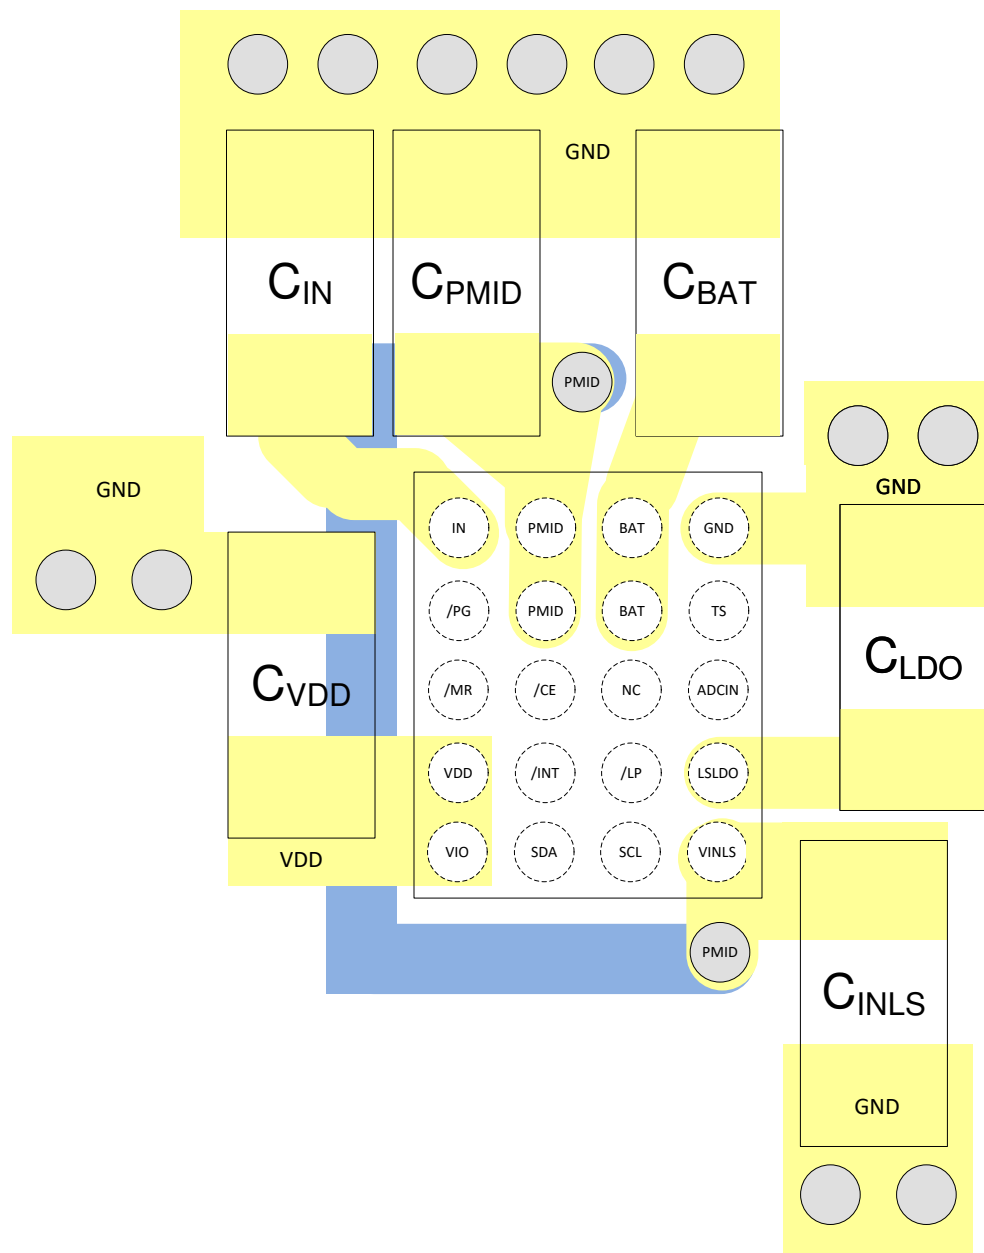 GND
CIN
CPMID
CBAT
PMID
GND
GND
IN
PMID
BAT
GND
/PG
PMID
BAT
TS
CLDO
CVDD
/MR
/CE
NC
ADCIN
VDD
/INT
/LP
LSLDO
VDD
VIO
SDA
SCL
VINLS
PMID
CINLS
GND